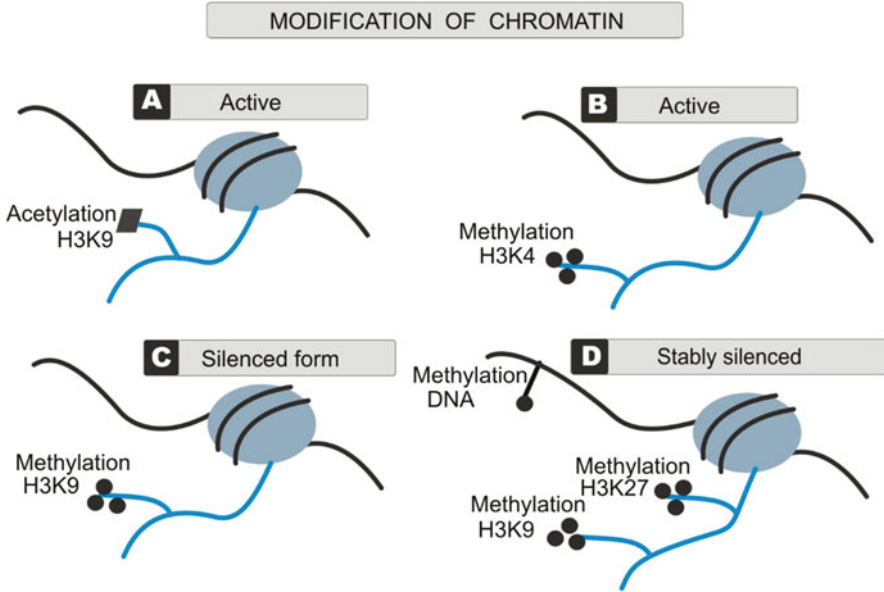 MODIFICATION OF CHROMATIN
A Active
Acetylation
H3K9
B Active
Methylation
H3K4
C Silenced form
Methylation
H3K9
D Stably silenced
Methylation
DNA
Methylation
H3K27
Methylation
H3K9